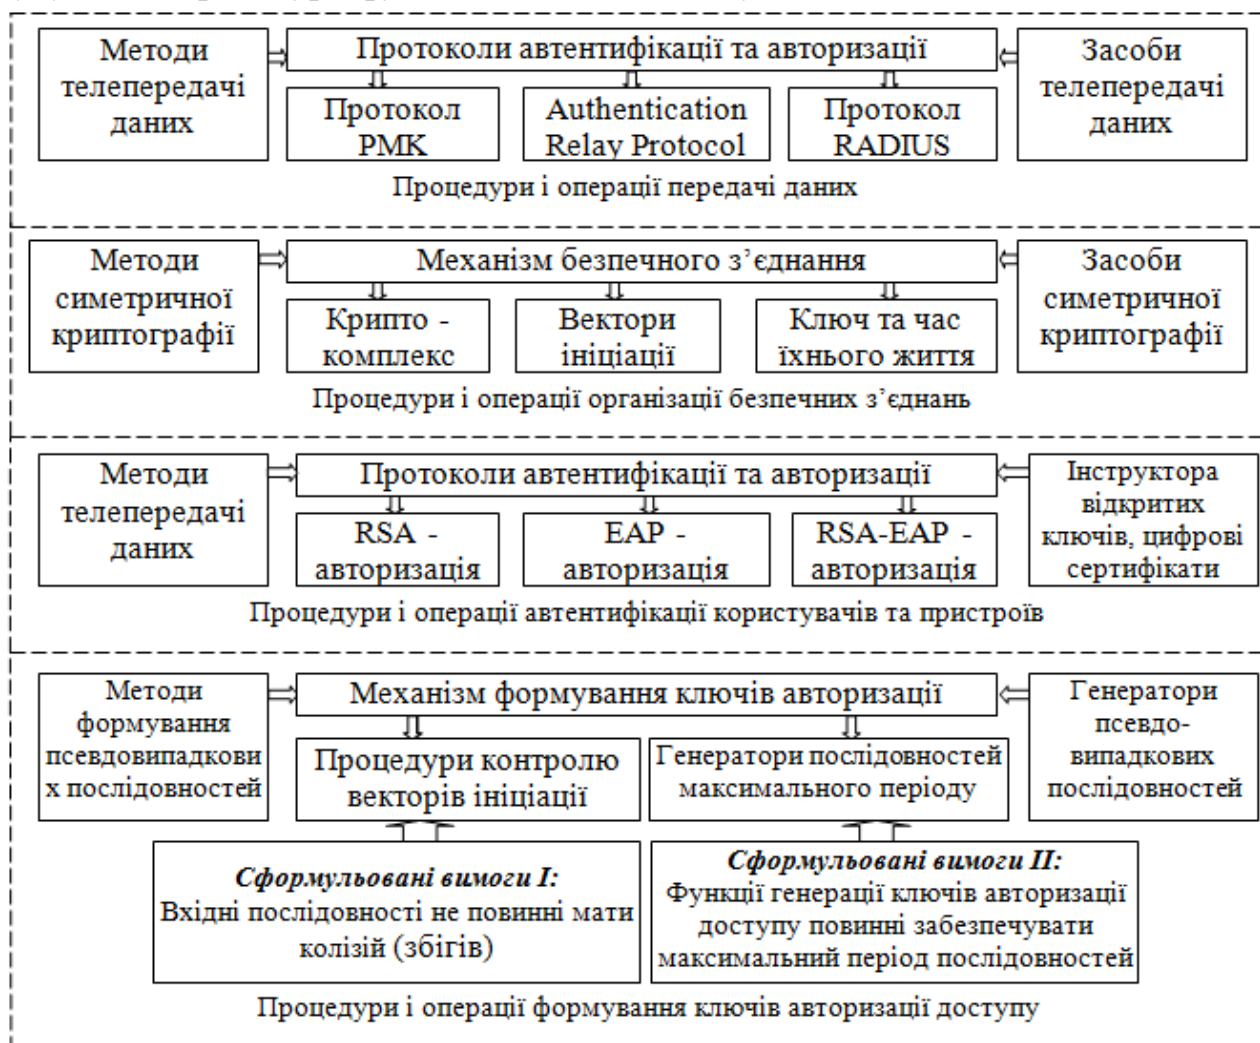 Методи
телепередачі
даних
Протоколи автентифікації та авторизації
Засоби
телепередачі
даних
Протокол
PMK
Authentication
Relay Protocol
Протокол
RADIUS
Процедури і операції передачі даних
Методи
симетричної
криптографії
Механізм безпечного з’єднання
Засоби
симетричної
криптографії
Крипто -
комплекс
Вектори
ініціації
Ключ та час
їхнього життя
Процедури і операції організації безпечних з’єднань
Методи
телепередачі
даних
Протоколи автентифікації та авторизації
Інструктора
відкритих
ключів, цифрові
сертифікати
RSA -
авторизація
EAP -
авторизація
RSA-EAP -
авторизація
Процедури і операції автентифікації користувачів та пристроїв
Методи
формування
псевдовипадкови
х послідовностей
Механізм формування ключів авторизації
Генератори
псевдо-
випадкових
послідовностей
Процедури контролю
векторів ініціації
Генератори послідовностей
максимального періоду
Сформульовані вимоги I:
Вхідні послідовності не повинні мати
колізій (збігів)
Сформульовані вимоги II:
Функції генерації ключів авторизації
доступу повинні забезпечувати
максимальний період послідовностей
Процедури і операції формування ключів авторизації доступу